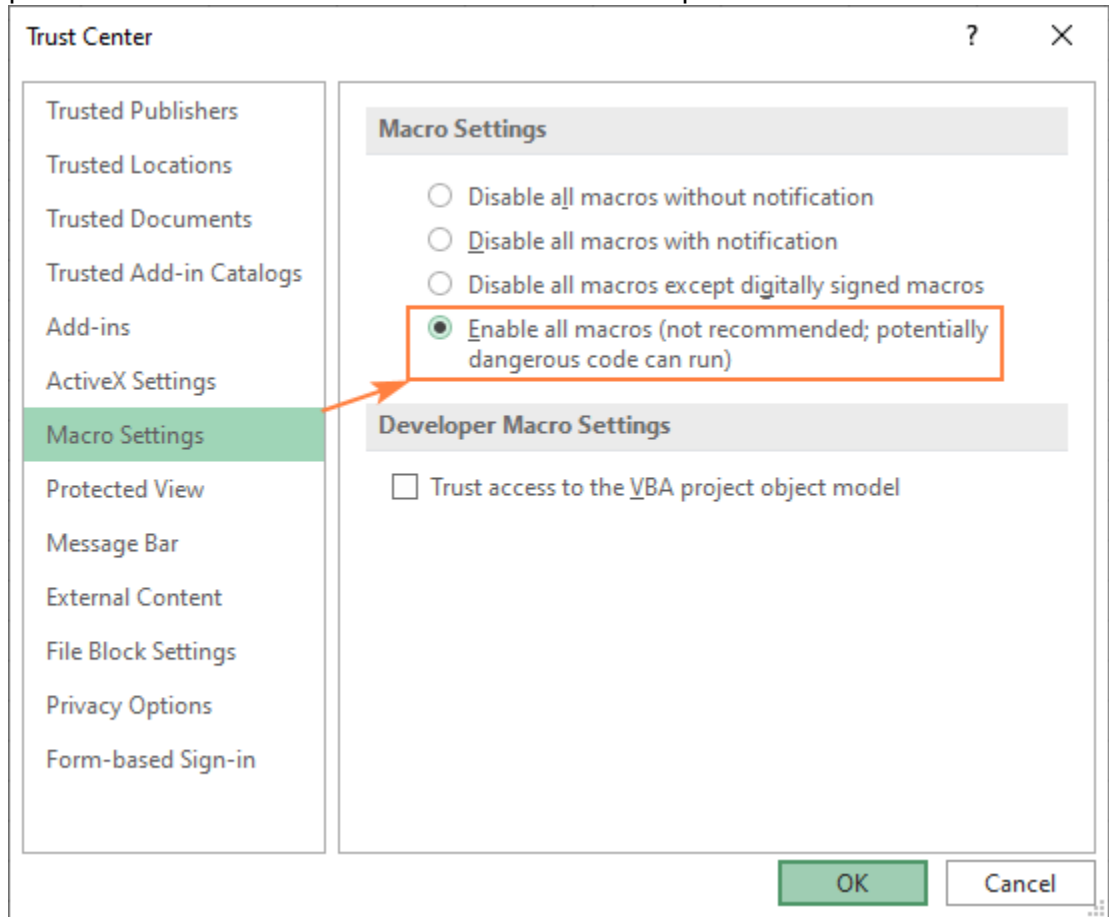 Trust Center
?
Trusted Publishers
Trusted Locations
Trusted Documents
Trusted Add-in Catalogs
Add-ins
ActiveX Settings
Macro Settings
Protected View
Message Bar
External Content
File Block Settings
Privacy Options
Form-based Sign-in
Macro Settings
Disable all macros without notification
Disable all macros with notification
Disable all macros except digitally signed macros
Enable all macros (not recommended; potentially
dangerous code can run)
Developer Macro Settings
Trust access to the VBA project object model
OK
Cancel